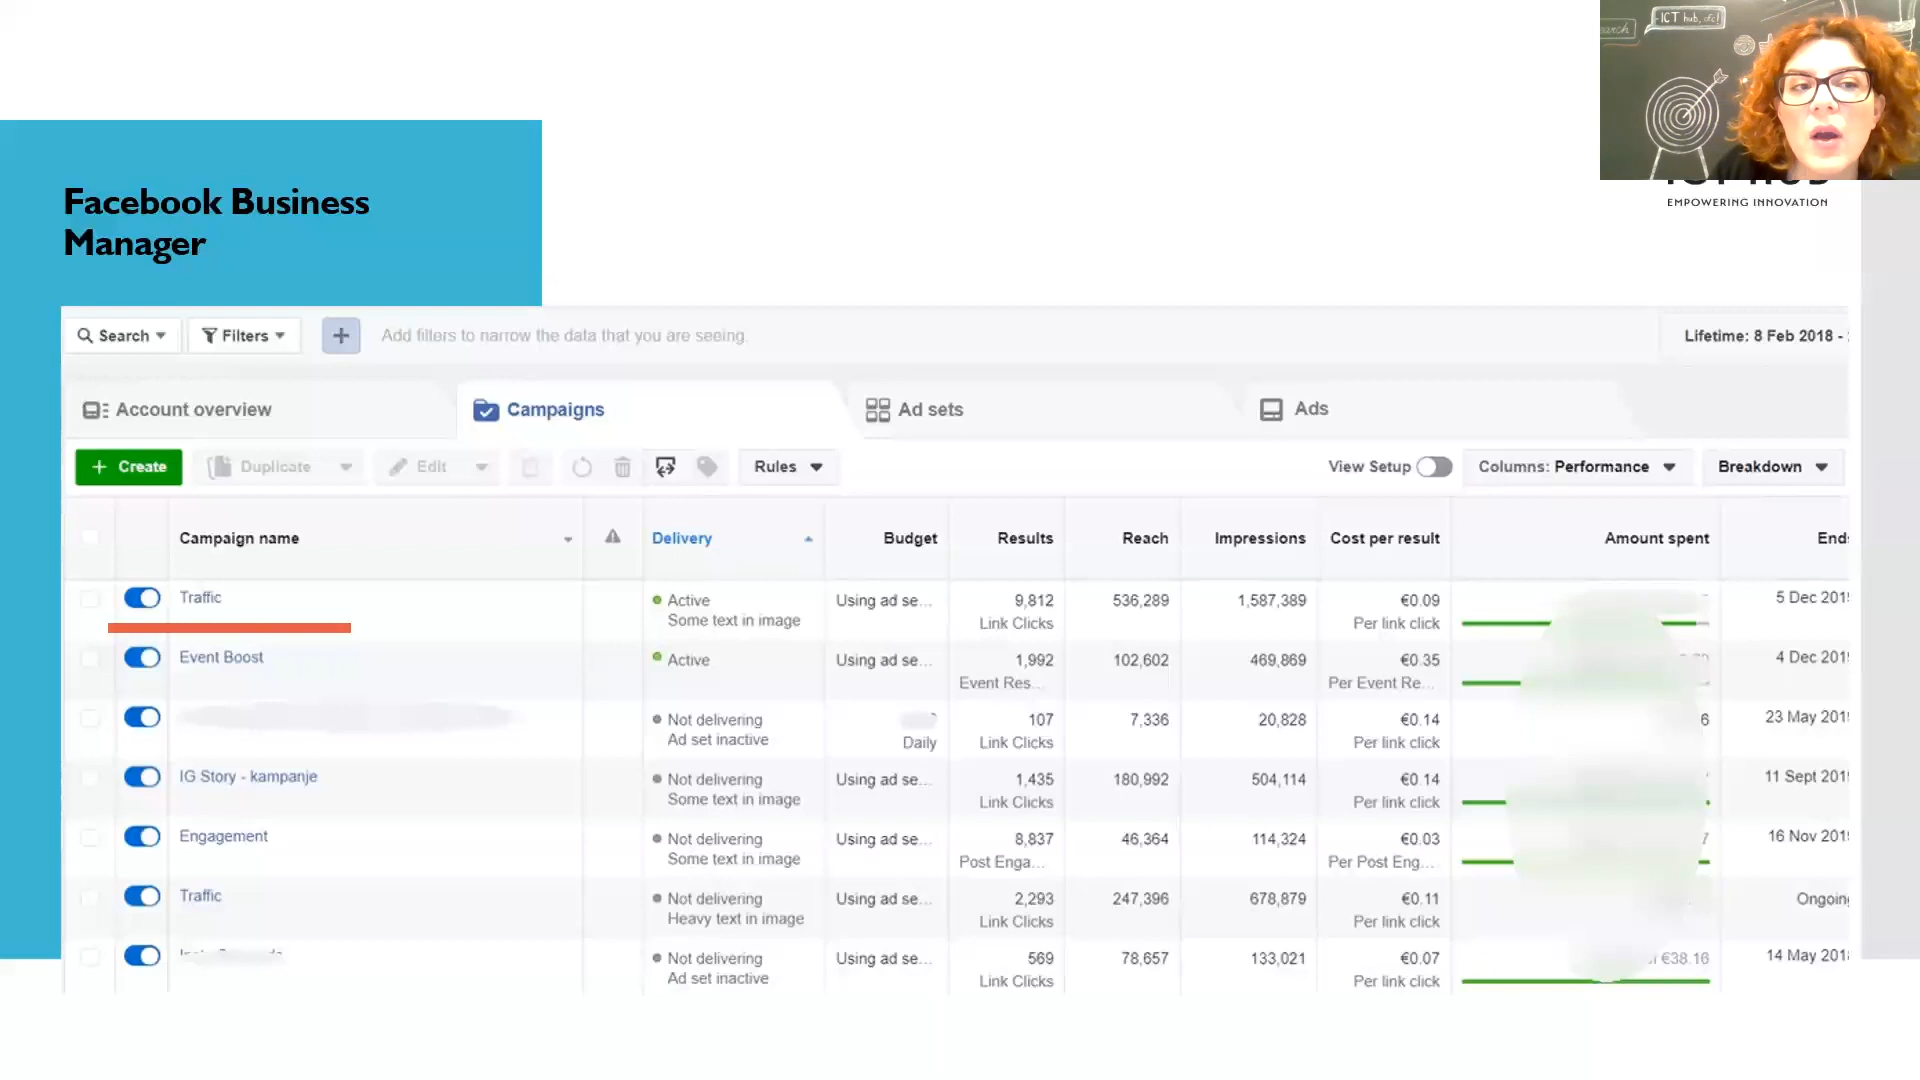 ICT hub, ofc!
earch
EMPOWERING INNOVATION
Facebook Business
Manager
Search
Filters
Add filters to narrow the data that you are seeing.
Lifetime: 8 Feb 2018 -
Account overview
Campaigns
Ad sets
Ads
+ Create
Duplicate
Edit
Rules
View Setup
Columns: Performance
Breakdown
Campaign name Delivery Budget Results Reach Impressions Cost per result Amount spent Ends
Traffic Active Using ad se... 9,812 536,289 1,587,389 €0.09 5 Dec 201
Some text in image Link Clicks Per link click
Event Boost Active Using ad se... 1,992 102,602 469,869 €0.35 4 Dec 201
Event Res... Per Event Re...
Not delivering 107 7,336 20,828 €0.14 6 23 May 201
Ad set inactive Daily Link Clicks Per link click
IG Story - kampanje Not delivering Using ad se... 1,435 180,992 504,114 €0.14 11 Sept 201
Some text in image Link Clicks Per link click
Engagement Not delivering Using ad se... 8,837 46,364 114,324 €0.03 16 Nov 201
Some text in image Post Enga... Per Post Eng...
Traffic Not delivering Using ad se... 2,293 247,396 678,879 €0.11 Ongoing
Heavy text in image Link Clicks Per link click
Not delivering Using ad se... 569 78,657 133,021 €0.07 €38.16 14 May 201
Ad set inactive Link Clicks Per link click